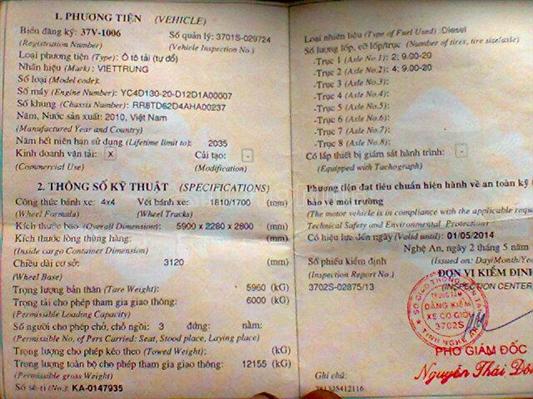 1. PHƯƠNG TIỆN (VEHICLE)
Biển đăng ký: 37V-1006 Số quản lý: 3701S-029724
(Registration Number) (Vehicle Inspection No.)
Loại phương tiện (Type): Ô tô tải (tự đổ)
Nhãn hiệu (Mark): VIETTRUNG
Số loại (Model code):
Số máy (Engine Number): YC4D130-20-D12D1A00007
Số khung (Chassis Number): RR8TD62D4AHA00237
Năm, Nước sản xuất: 2010, Việt Nam
(Manufactured Year and Country)
Năm hết niên hạn sử dụng (Lifetime limit to): 2035
Kinh doanh vận tải: x Cải tạo: -
(Commercial Use) (Modification)
2. THÔNG SỐ KỸ THUẬT (SPECIFICATIONS)
Công thức bánh xe: 4x4 Vết bánh xe: 1810/1700 (mm)
(Wheel Formula) (Wheel Tracks)
Kích thước bao (Overall Dimension): 5900 x 2280 x 2800 (mm)
Kích thước lòng thùng hàng: (mm)
(Inside cargo Container Dimension)
Chiều dài cơ sở: 3120 (mm)
(Wheel Base)
Trọng lượng bản thân (Tare Weight): 5960 (kG)
Trọng tải cho phép tham gia giao thông: 6000 (kG)
(Permissible Loading Capacity)
Số người cho phép chở, chỗ ngồi: 3 đứng: nằm:
(Permissible No. of Pers Carried: Seat, Stood place, Laying place)
Trọng lượng cho phép kéo theo (Towed Weight): (kG)
Trọng lượng toàn bộ cho phép tham gia giao thông: 12155 (kG)
(Permissible gross Weight)
Số sê-ri (No.): KA-0147935
Loại nhiên liệu (Type of Fuel Used): Diesel
Số lượng lốp, cỡ lốp/trục (Number of tires, tire size/axle)
-Trục 1 (Axle No.1): 2; 9.00-20
-Trục 2 (Axle No.2): 4; 9.00-20
-Trục 3 (Axle No.3):
-Trục 4 (Axle No.4):
-Trục 5 (Axle No.5):
-Trục 6 (Axle No.6):
-Trục 7 (Axle No.7):
-Trục 8 (Axle No.8):
Có lắp thiết bị giám sát hành trình: -
(Equipped with Tachograph)
Phương tiện đạt tiêu chuẩn hiện hành về an toàn kỹ
bảo vệ môi trường
(The motor vehicle is in compliance with the applicable
Technical Safety and Environmental Protection)
Có hiệu lực đến ngày (Valid until): 01/05/2014
Nghệ An, 2 tháng 5 năm
Số phiếu kiểm định (Issued on: Day/Month/Ye
(Inspection Report No.) ĐƠN VỊ KIỂM ĐỊNH
3702S-02875/13 (INSPECTION CENTER)
ĐĂNG KIỂM
XE CƠ GIỚI
3702S
PHÓ GIÁM ĐỐC
Ghi chú: Nguyễn Thái